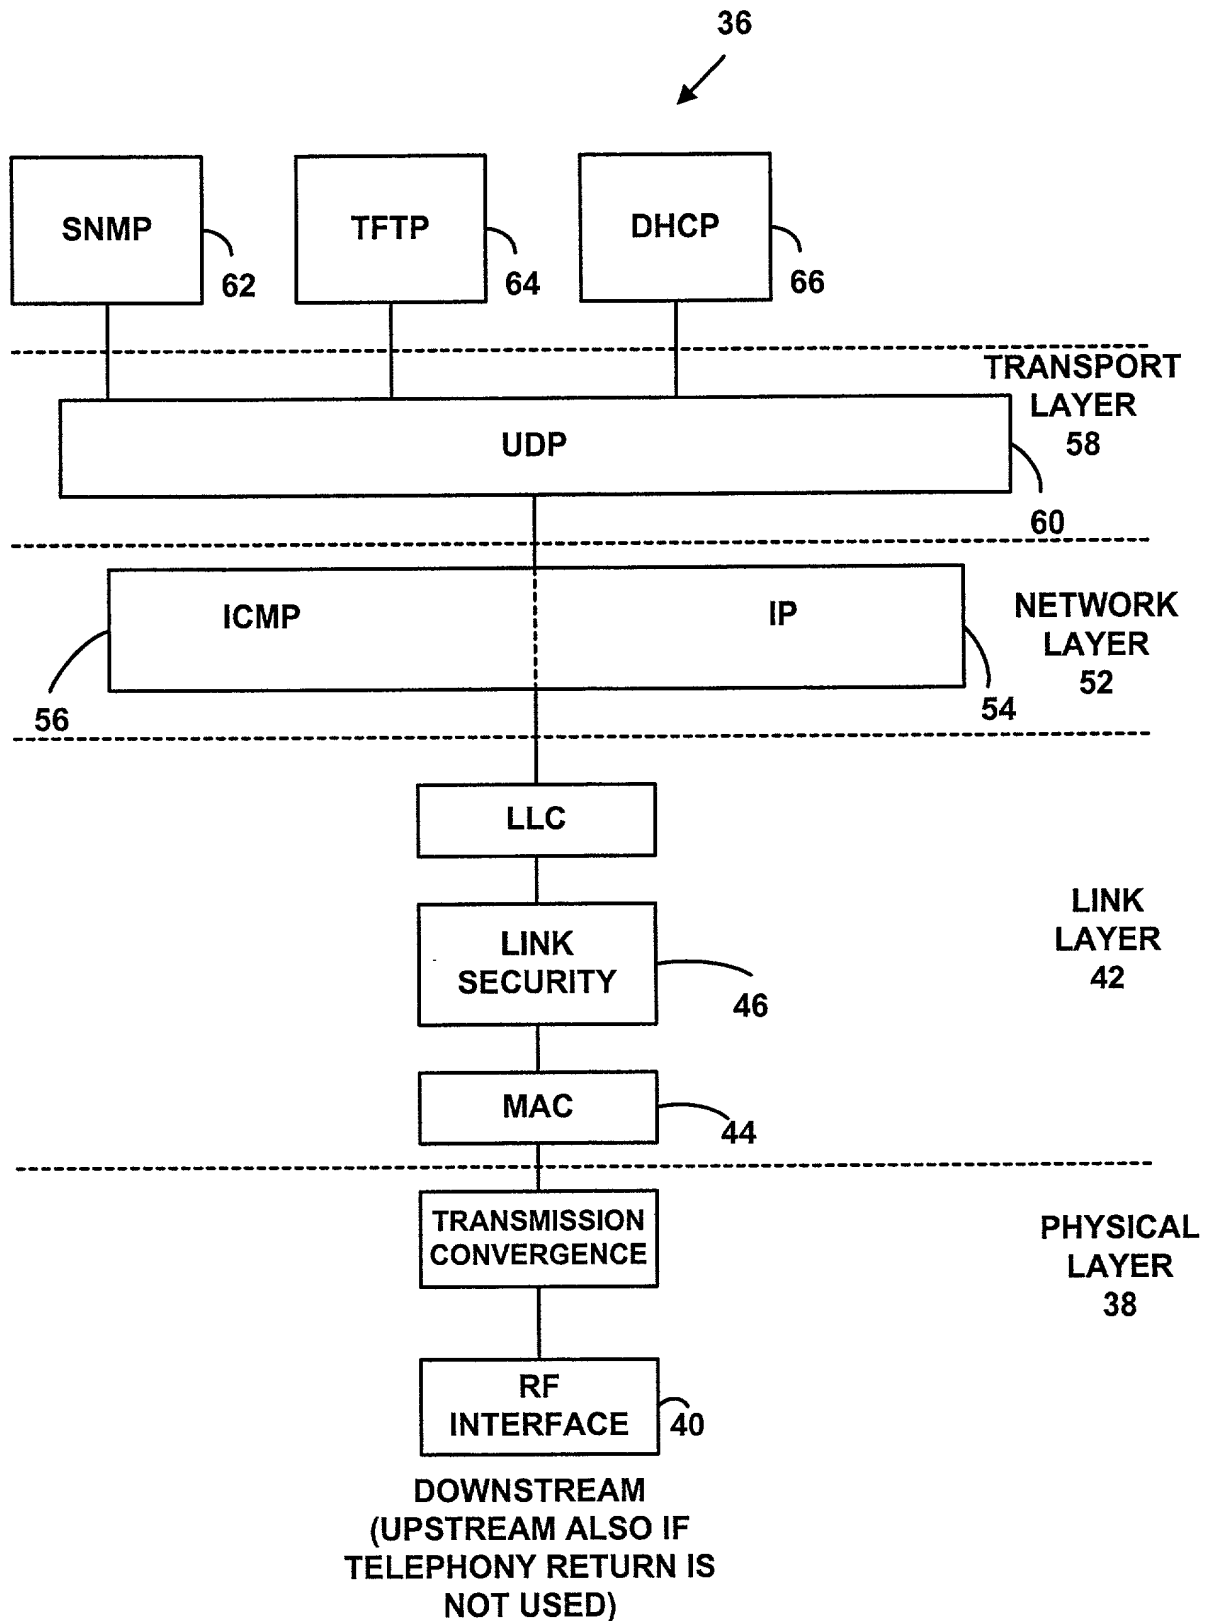 36
SNMP
TFTP
DHCP
62
64
66
TRANSPORT
LAYER
58
UDP
60
ICMP
IP
NETWORK
LAYER
52
56
54
LLC
LINK
LAYER
42
LINK
SECURITY
46
MAC
44
TRANSMISSION
CONVERGENCE
PHYSICAL
LAYER
38
RF
INTERFACE
40
DOWNSTREAM
(UPSTREAM ALSO IF
TELEPHONY RETURN IS
NOT USED)